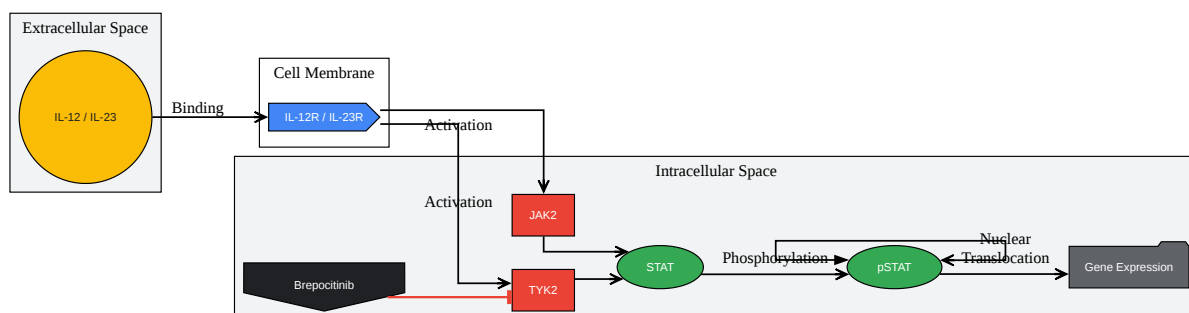 Extracellular Space
IL-12 / IL-23
Binding
Cell Membrane
IL-12R / IL-23R
Activation
Intracellular Space
Activation
JAK2
TYK2
Brepocitinib
STAT
Phosphorylation
pSTAT
Nuclear
Translocation
Gene Expression